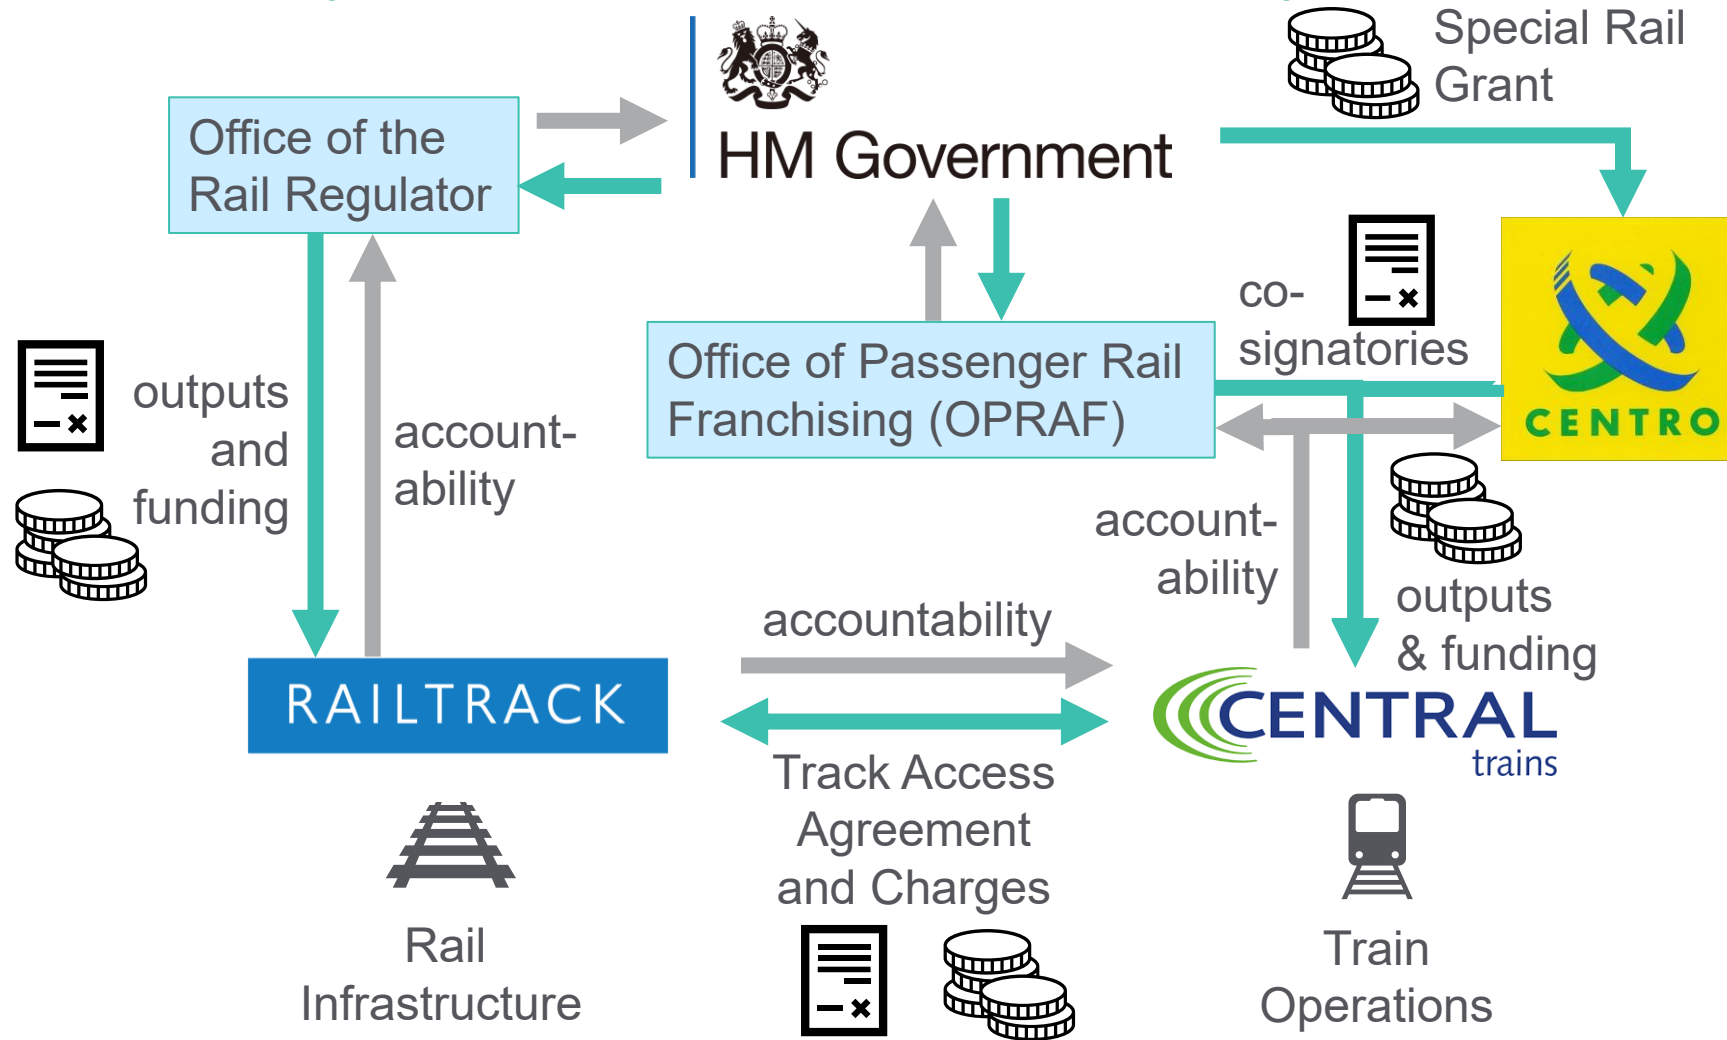 Special Rail
Grant
Office of the
Rail Regulator
HM Government
co-
signatories
Office of Passenger Rail
Franchising (OPRAF)
CENTRO
outputs
and
funding
account-
ability
account-
ability
outputs
& funding
accountability
RAILTRACK
CENTRAL
trains
Track Access
Agreement
and Charges
Rail
Infrastructure
Train
Operations